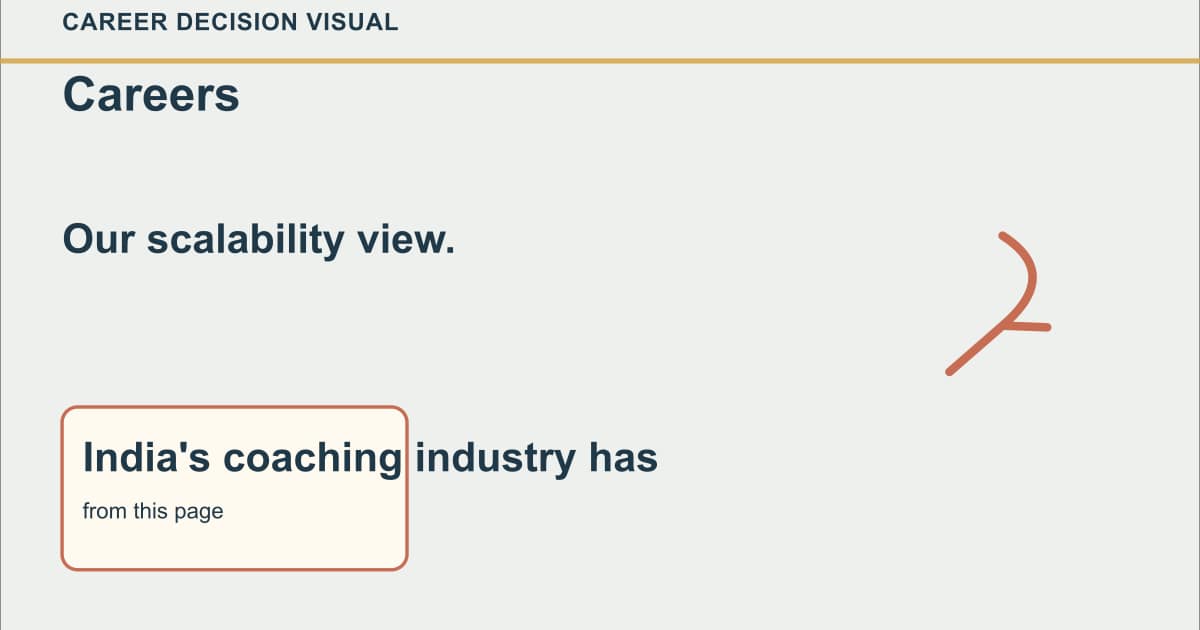 CAREER DECISION VISUAL
Careers
Our scalability view.
India's coaching industry has
from this page